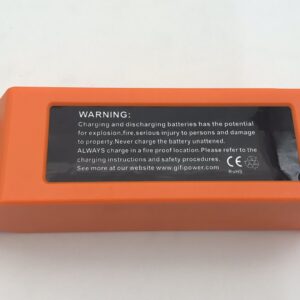 WARNING:
Charging and discharging batteries has the potential
for explosion,fire,serious injury to persons and damage
to property.Never charge the battery unattened.
ALWAYS charge in a fire proof location.Please refer to the
charging instructions and safety procedures.
See more at our website www.gifipower.com
CE
RoHS